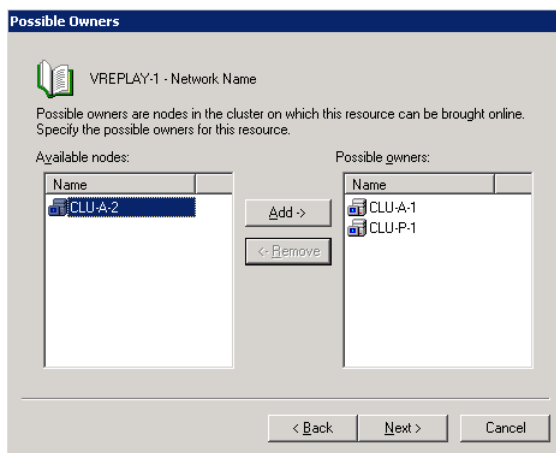 Possible Owners
VREPLAY-1 - Network Name
Possible owners are nodes in the cluster on which this resource can be brought online.
Specify the possible owners for this resource.
Available nodes:
Possible owners:
Name
Name
CLU-A-2
CLU-A-1
CLU-P-1
Add ->
<- Remove
< Back
Next >
Cancel